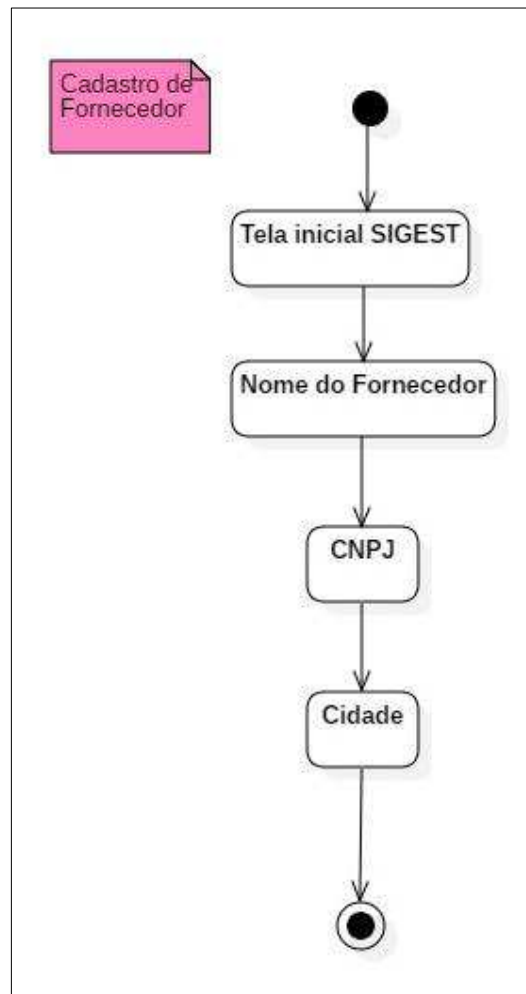 Cadastro de
Fornecedor
Tela inicial SIGEST
Nome do Fornecedor
CNPJ
Cidade